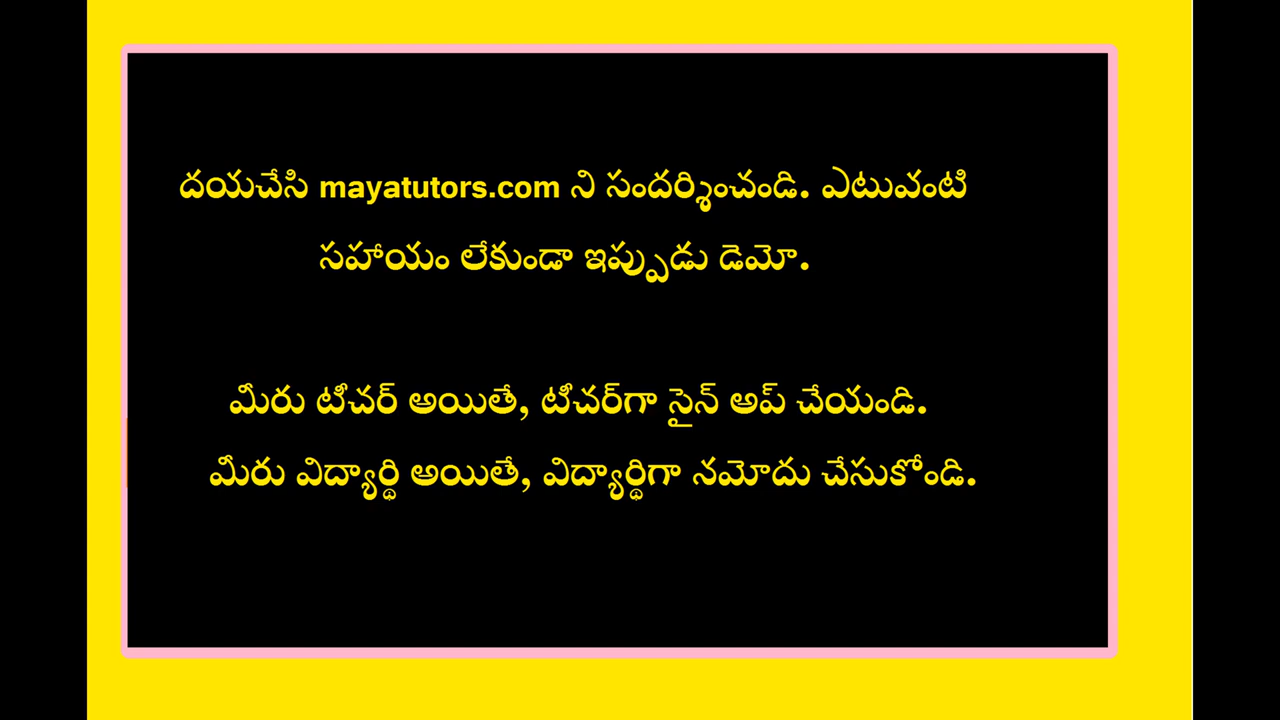 దయచేసి mayatutors.com ని సందర్శించండి. ఎటువంటి
సహాయం లేకుండా ఇప్పుడు డెమో.
మీరు టీచర్ అయితే, టీచర్‌గా సైన్ అప్ చేయండి.
మీరు విద్యార్థి అయితే, విద్యార్థిగా నమోదు చేసుకోండి.